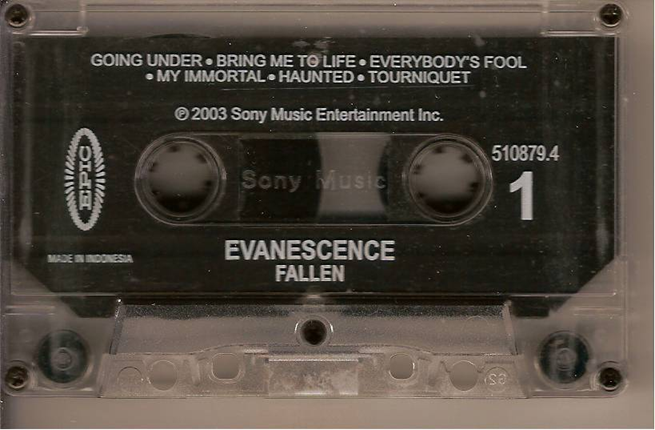 GOING UNDER • BRING ME TO LIFE • EVERYBODY'S FOOL
• MY IMMORTAL • HAUNTED • TOURNIQUET
℗ 2003 Sony Music Entertainment Inc.
510879.4
EPIC
Sony Music
1
EVANESCENCE
MADE IN INDONESIA
FALLEN